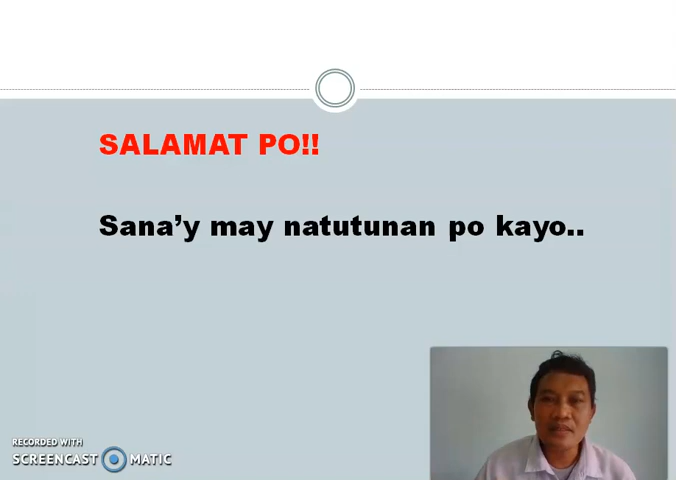 SALAMAT PO!!
Sana’y may natutunan po kayo..
RECORDED WITH
SCREENCAST MATIC